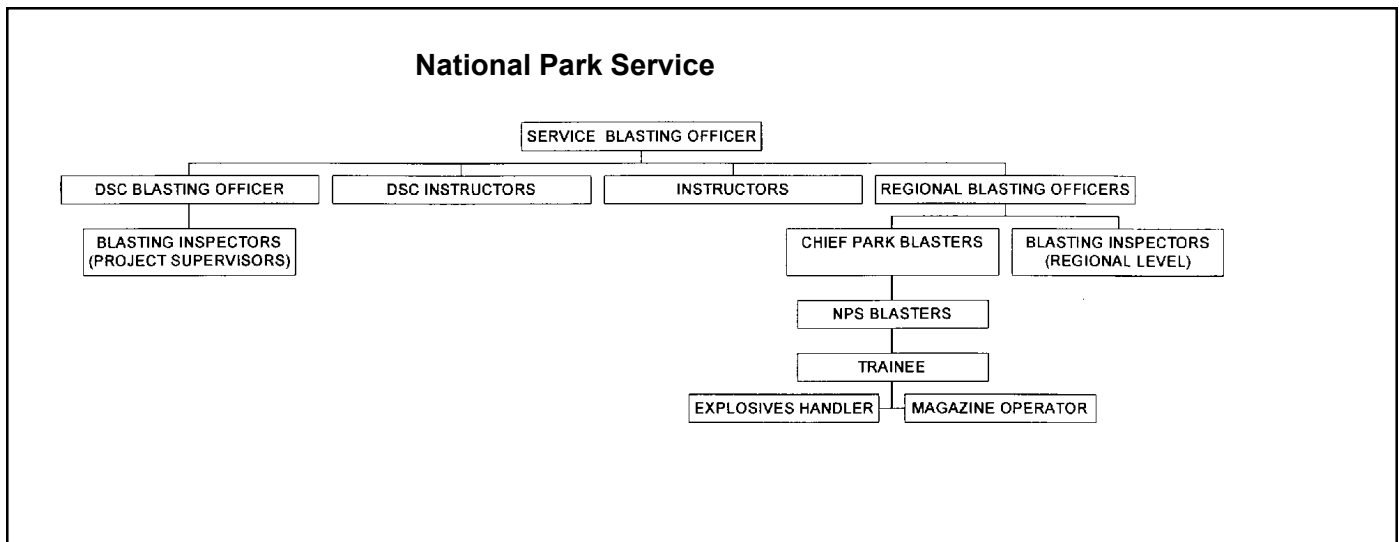 National Park Service
SERVICE BLASTING OFFICER
DSC BLASTING OFFICER
DSC INSTRUCTORS
INSTRUCTORS
REGIONAL BLASTING OFFICERS
BLASTING INSPECTORS
(PROJECT SUPERVISORS)
CHIEF PARK BLASTERS
BLASTING INSPECTORS
(REGIONAL LEVEL)
NPS BLASTERS
TRAINEE
EXPLOSIVES HANDLER
MAGAZINE OPERATOR